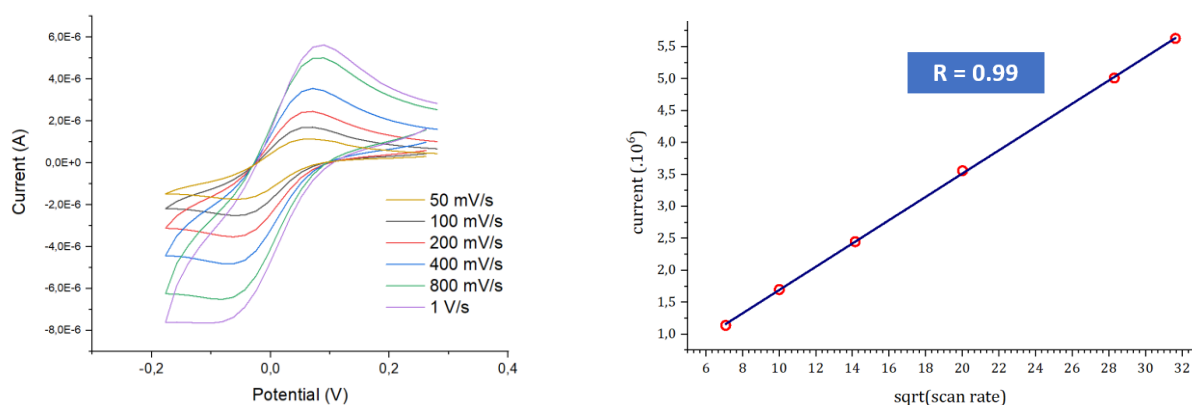 6,0E-6
4,0E-6
2,0E-6
0,0E+0
-2,0E-6
-4,0E-6
-6,0E-6
-8,0E-6
Current (A)
50 mV/s
100 mV/s
200 mV/s
400 mV/s
800 mV/s
1 V/s
-0,2
0,0
0,2
0,4
Potential (V)
R = 0.99
5,5
5,0
4,5
4,0
3,5
3,0
2,5
2,0
1,5
1,0
current (.10⁶)
6 8 10 12 14 16 18 20 22 24 26 28 30 32
sqrt(scan rate)